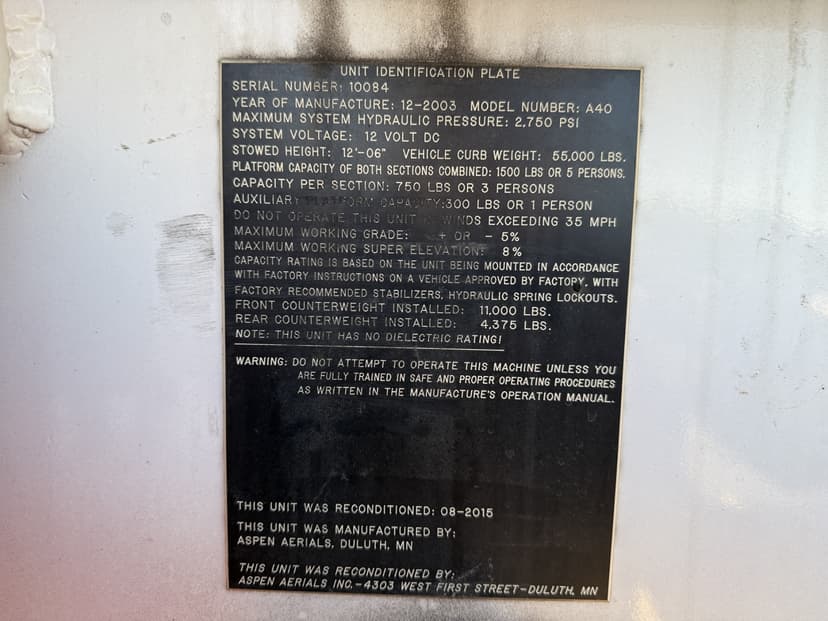 UNIT IDENTIFICATION PLATE
SERIAL NUMBER: 10084
YEAR OF MANUFACTURE: 12-2003 MODEL NUMBER: A40
MAXIMUM SYSTEM HYDRAULIC PRESSURE: 2,750 PSI
SYSTEM VOLTAGE: 12 VOLT DC
STOWED HEIGHT: 12'-06" VEHICLE CURB WEIGHT: 55,000 LBS.
PLATFORM CAPACITY OF BOTH SECTIONS COMBINED: 1500 LBS OR 5 PERSONS.
CAPACITY PER SECTION: 750 LBS OR 3 PERSONS
AUXILIARY PLATFORM CAPACITY:300 LBS OR 1 PERSON
DO NOT OPERATE THIS UNIT IN WINDS EXCEEDING 35 MPH
MAXIMUM WORKING GRADE: + OR - 5%
MAXIMUM WORKING SUPER ELEVATION: 8%
CAPACITY RATING IS BASED ON THE UNIT BEING MOUNTED IN ACCORDANCE
WITH FACTORY INSTRUCTIONS ON A VEHICLE APPROVED BY FACTORY, WITH
FACTORY RECOMMENDED STABILIZERS, HYDRAULIC SPRING LOCKOUTS.
FRONT COUNTERWEIGHT INSTALLED: 11,000 LBS.
REAR COUNTERWEIGHT INSTALLED: 4,375 LBS.
NOTE: THIS UNIT HAS NO DIELECTRIC RATING!
WARNING: DO NOT ATTEMPT TO OPERATE THIS MACHINE UNLESS YOU
ARE FULLY TRAINED IN SAFE AND PROPER OPERATING PROCEDURES
AS WRITTEN IN THE MANUFACTURE'S OPERATION MANUAL.
THIS UNIT WAS RECONDITIONED: 08-2015
THIS UNIT WAS MANUFACTURED BY:
ASPEN AERIALS, DULUTH, MN
THIS UNIT WAS RECONDITIONED BY:
ASPEN AERIALS INC.-4303 WEST FIRST STREET-DULUTH, MN